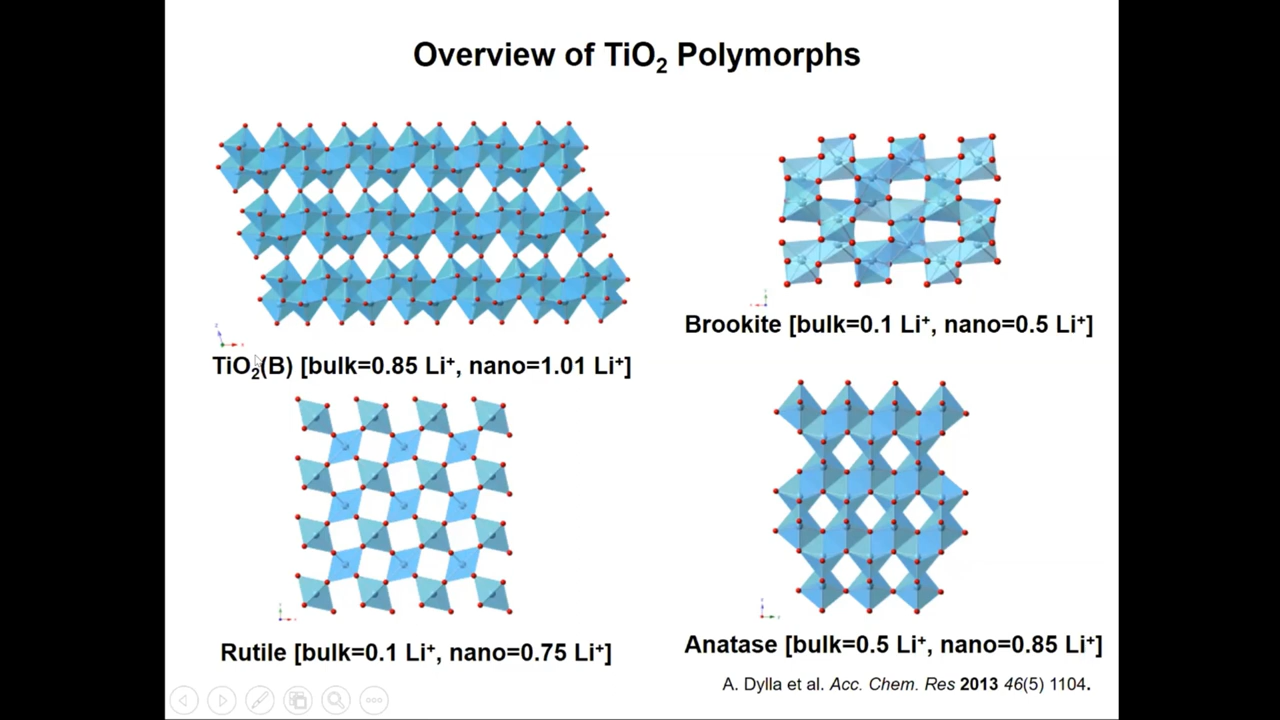 Overview of TiO₂ Polymorphs
TiO₂(B) [bulk=0.85 Li⁺, nano=1.01 Li⁺]
Brookite [bulk=0.1 Li⁺, nano=0.5 Li⁺]
Rutile [bulk=0.1 Li⁺, nano=0.75 Li⁺]
Anatase [bulk=0.5 Li⁺, nano=0.85 Li⁺]
A. Dylla et al. Acc. Chem. Res 2013 46(5) 1104.